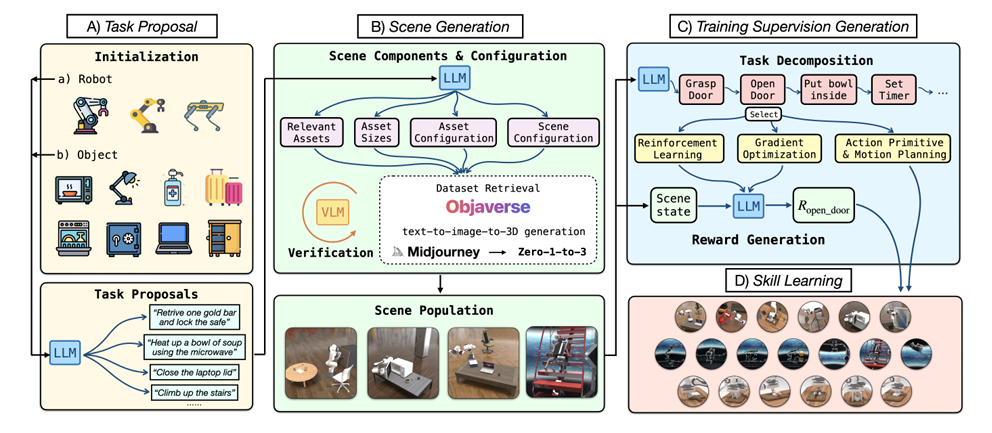 A) Task Proposal
Initialization
a) Robot
b) Object
Task Proposals
LLM
“Retrive one gold bar
and lock the safe”
“Heat up a bowl of soup
using the microwave”
“Close the laptop lid”
“Climb up the stairs”
......
B) Scene Generation
Scene Components & Configuration
LLM
Relevant
Assets
Asset
Sizes
Asset
Configuration
Scene
Configuration
VLM
Verification
Dataset Retrieval
Objaverse
text-to-image-to-3D generation
Midjourney
Zero-1-to-3
Scene Population
C) Training Supervision Generation
Task Decomposition
LLM
Grasp
Door
Open
Door
Put bowl
inside
Set
Timer
...
Select
Reinforcement
Learning
Gradient
Optimization
Action Primitive
& Motion Planning
Scene
state
LLM
Ropen_door
Reward Generation
D) Skill Learning